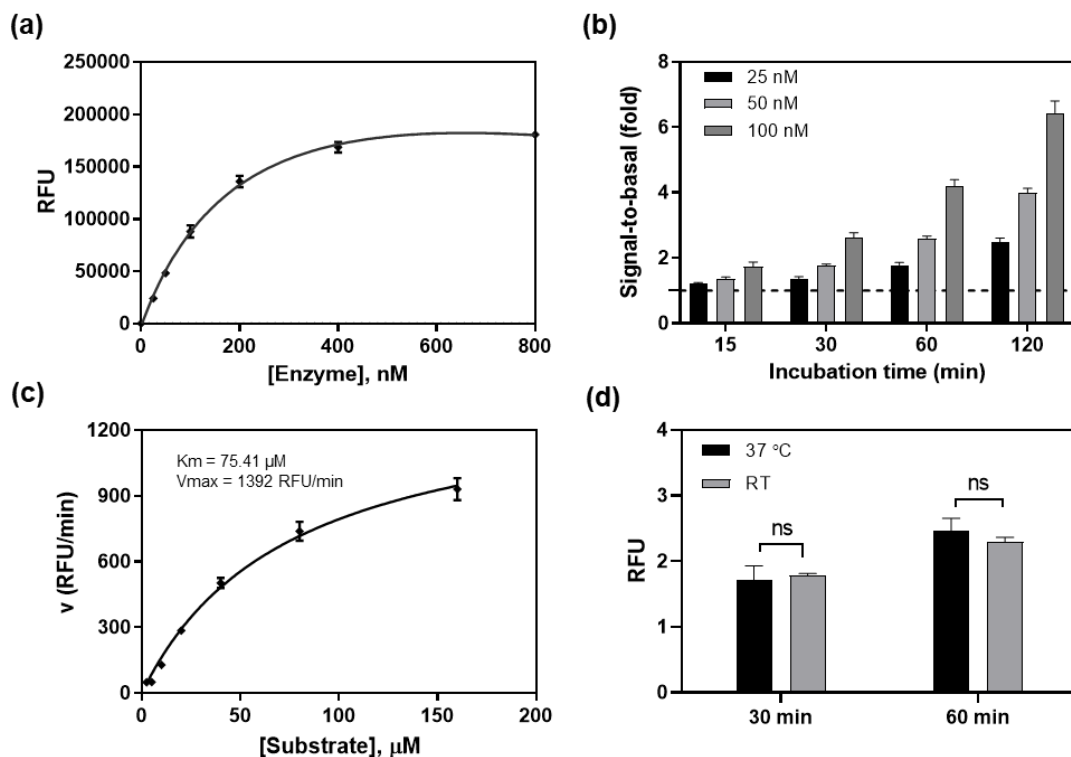 (a)
250000
200000
150000
100000
50000
0
RFU
0
200
400
600
800
[Enzyme], nM
(b)
8
6
4
2
0
Signal-to-basal (fold)
25 nM
50 nM
100 nM
15
30
60
120
Incubation time (min)
(c)
1200
900
600
300
0
v (RFU/min)
Km = 75.41 µM
Vmax = 1392 RFU/min
0
50
100
150
200
[Substrate], µM
(d)
4
3
2
1
0
RFU
37 °C
RT
ns
ns
30 min
60 min